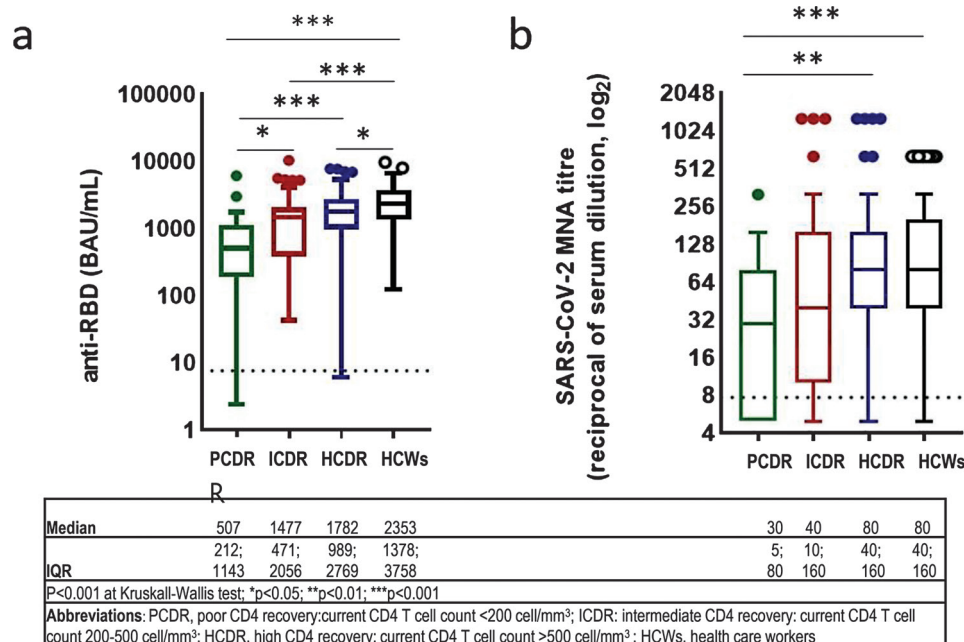 a
b
***
***
***
*
*
***
**
anti-RBD (BAU/mL)
100000
10000
1000
100
10
1
PCDR ICDR HCDR HCWs
SARS-CoV-2 MNA titre
(reciprocal of serum dilution, log2)
2048
1024
512
256
128
64
32
16
8
4
PCDR ICDR HCDR HCWs
R
Median 507 1477 1782 2353 30 40 80 80
212; 471; 989; 1378; 5; 10; 40; 40;
IQR 1143 2056 2769 3758 80 160 160 160
P<0.001 at Kruskall-Wallis test; *p<0.05; **p<0.01; ***p<0.001
Abbreviations: PCDR, poor CD4 recovery:current CD4 T cell count <200 cell/mm³; ICDR: intermediate CD4 recovery: current CD4 T cell
count 200-500 cell/mm³; HCDR, high CD4 recovery: current CD4 T cell count >500 cell/mm³ ; HCWs, health care workers